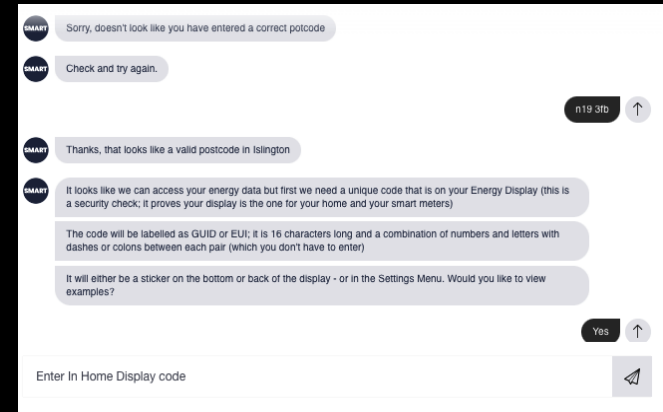 SMART
Sorry, doesn't look like you have entered a correct potcode
SMART
Check and try again.
n19 3fb
SMART
Thanks, that looks like a valid postcode in Islington
SMART
It looks like we can access your energy data but first we need a unique code that is on your Energy Display (this is
a security check; it proves your display is the one for your home and your smart meters)
The code will be labelled as GUID or EUI; it is 16 characters long and a combination of numbers and letters with
dashes or colons between each pair (which you don't have to enter)
It will either be a sticker on the bottom or back of the display - or in the Settings Menu. Would you like to view
examples?
Yes
Enter In Home Display code